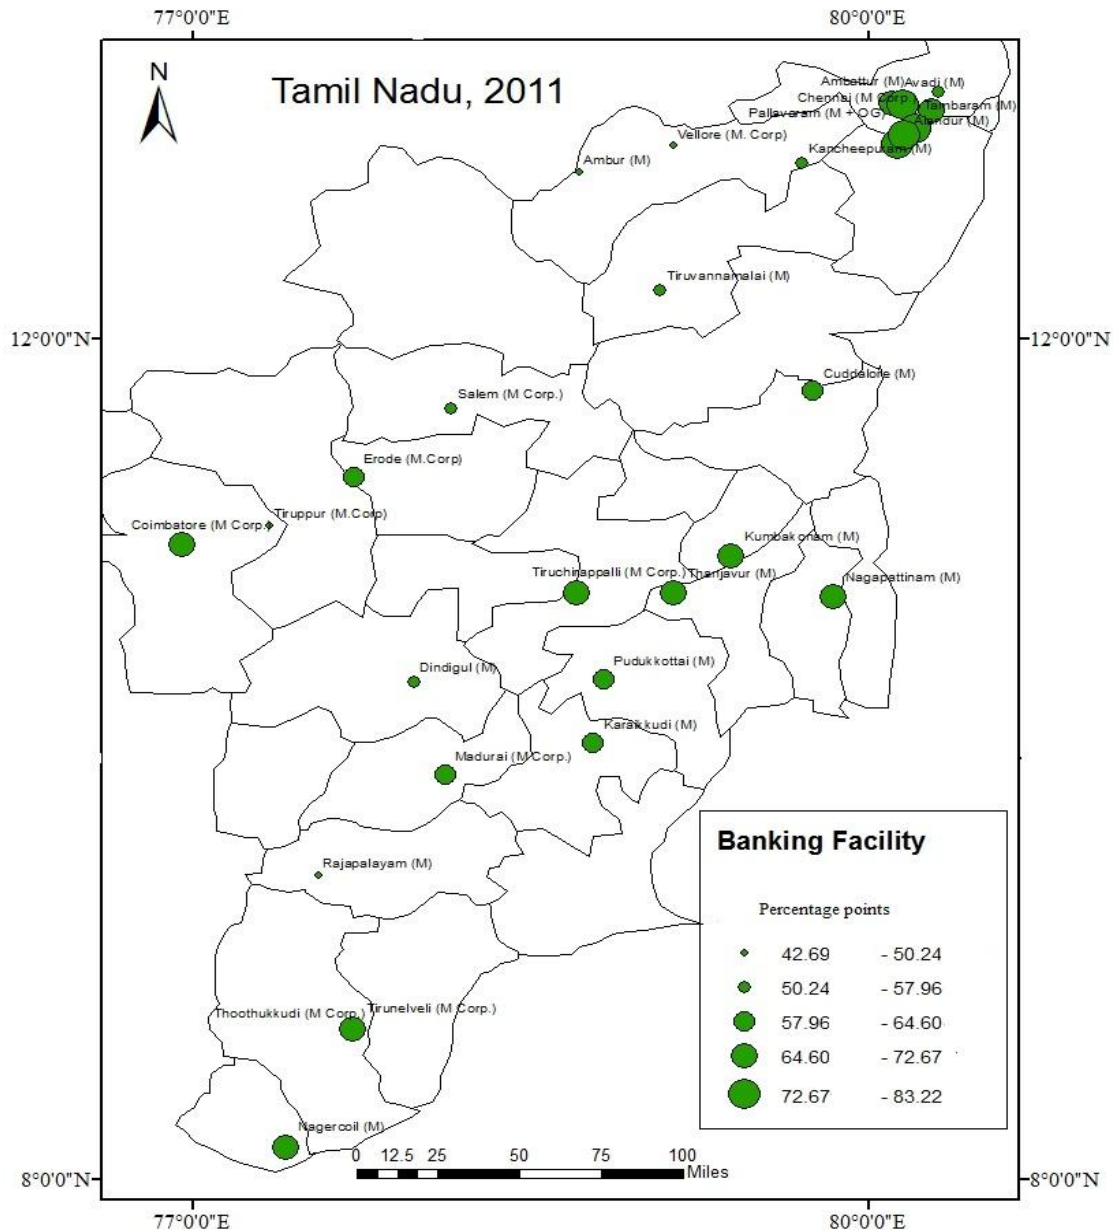 77°0'0"E
80°0'0"E
N
Tamil Nadu, 2011
Ambattur (M)
Avadi (M)
Chennai (M Corp.)
Tambaram (M)
Pallavaram (M + OG)
Alandur (M)
Vellore (M. Corp)
Kancheepuram (M)
Ambur (M)
Tiruvannamalai (M)
12°0'0"N
12°0'0"N
Cuddalore (M)
Salem (M Corp.)
Erode (M.Corp)
Tiruppur (M.Corp)
Coimbatore (M Corp.)
Kumbakonam (M)
Tiruchirappalli (M Corp.)
Thanjavur (M)
Nagapattinam (M)
Dindigul (M)
Pudukkottai (M)
Karaikkudi (M)
Madurai (M Corp.)
Rajapalayam (M)
Banking Facility
Percentage points
42.69 - 50.24
50.24 - 57.96
57.96 - 64.60
64.60 - 72.67
72.67 - 83.22
Thoothukkudi (M Corp.)
Tirunelveli (M Corp.)
Nagercoil (M)
0 12.5 25 50 75 100
Miles
8°0'0"N
8°0'0"N
77°0'0"E
80°0'0"E